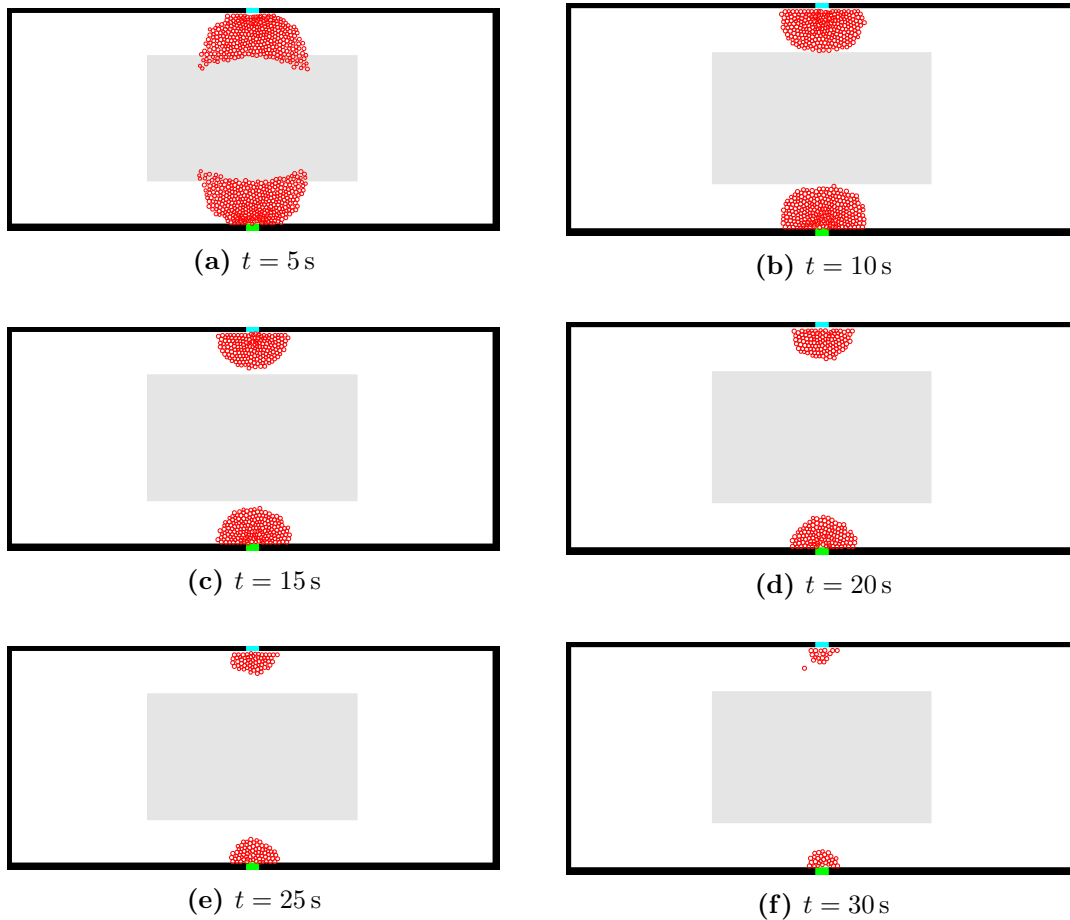 (a) t = 5 s
(b) t = 10 s
(c) t = 15 s
(d) t = 20 s
(e) t = 25 s
(f) t = 30 s